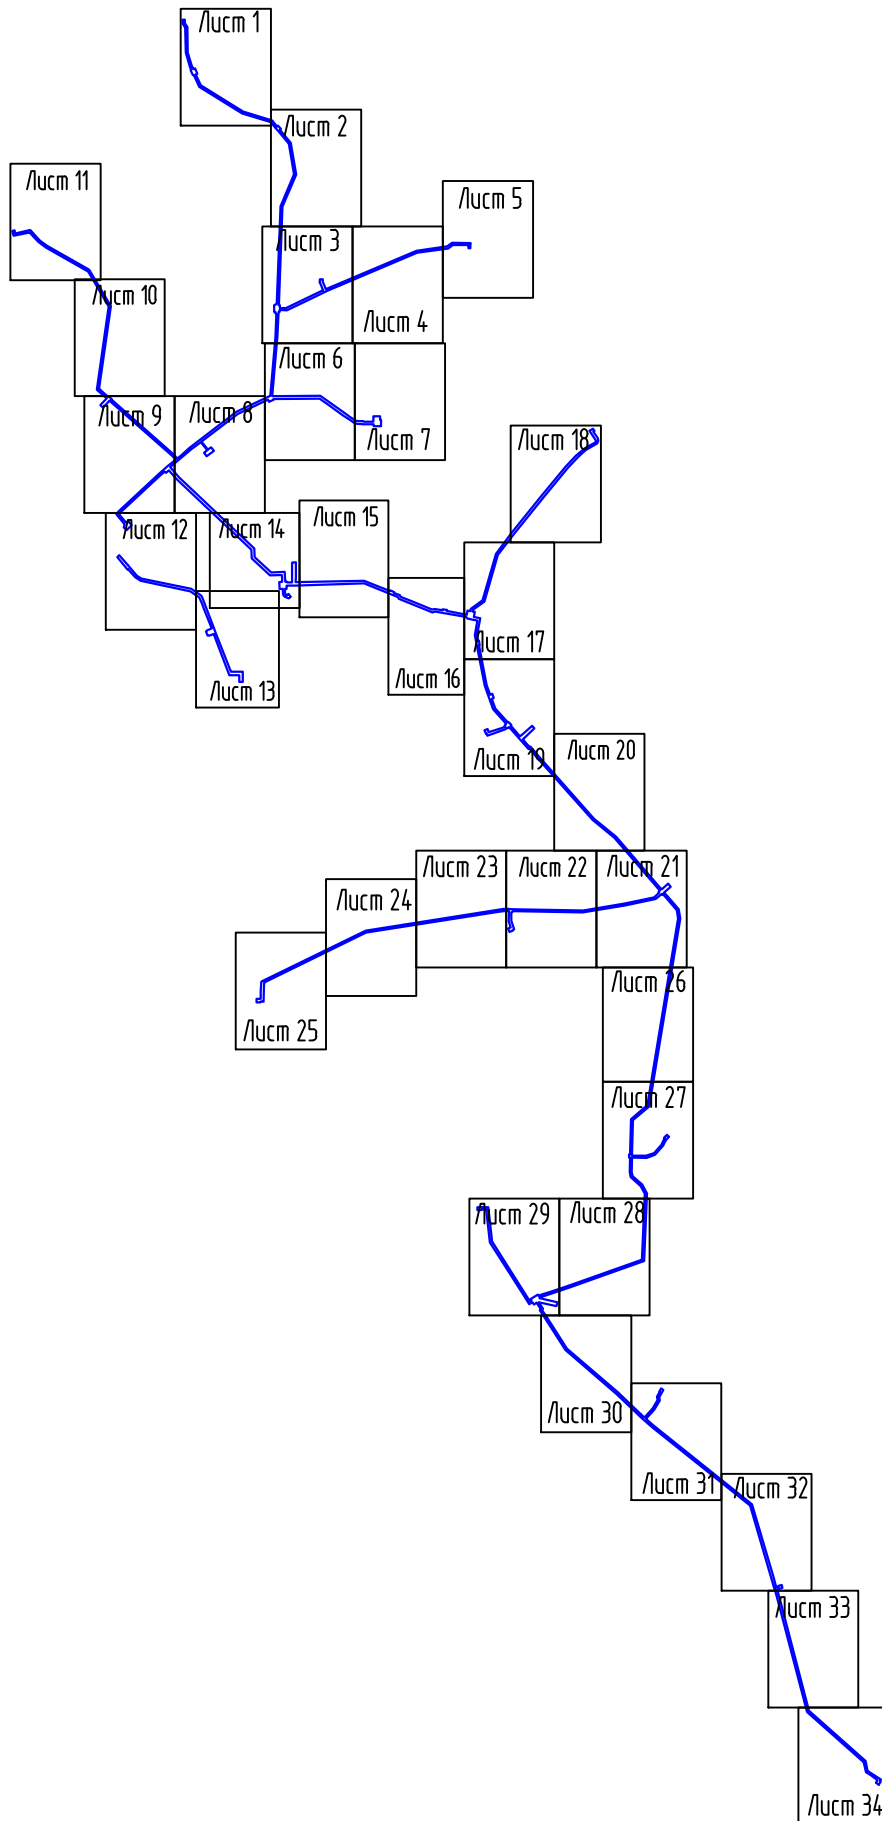 Лист 1
Лист 2
Лист 11
Лист 5
Лист 3
Лист 10
Лист 4
Лист 6
Лист 9
Лист 8
Лист 7
Лист 18
Лист 15
Лист 12
Лист 14
Лист 17
Лист 16
Лист 13
Лист 20
Лист 19
Лист 23
Лист 22
Лист 21
Лист 24
Лист 26
Лист 25
Лист 27
Лист 29
Лист 28
Лист 30
Лист 31
Лист 32
Лист 33
Лист 34